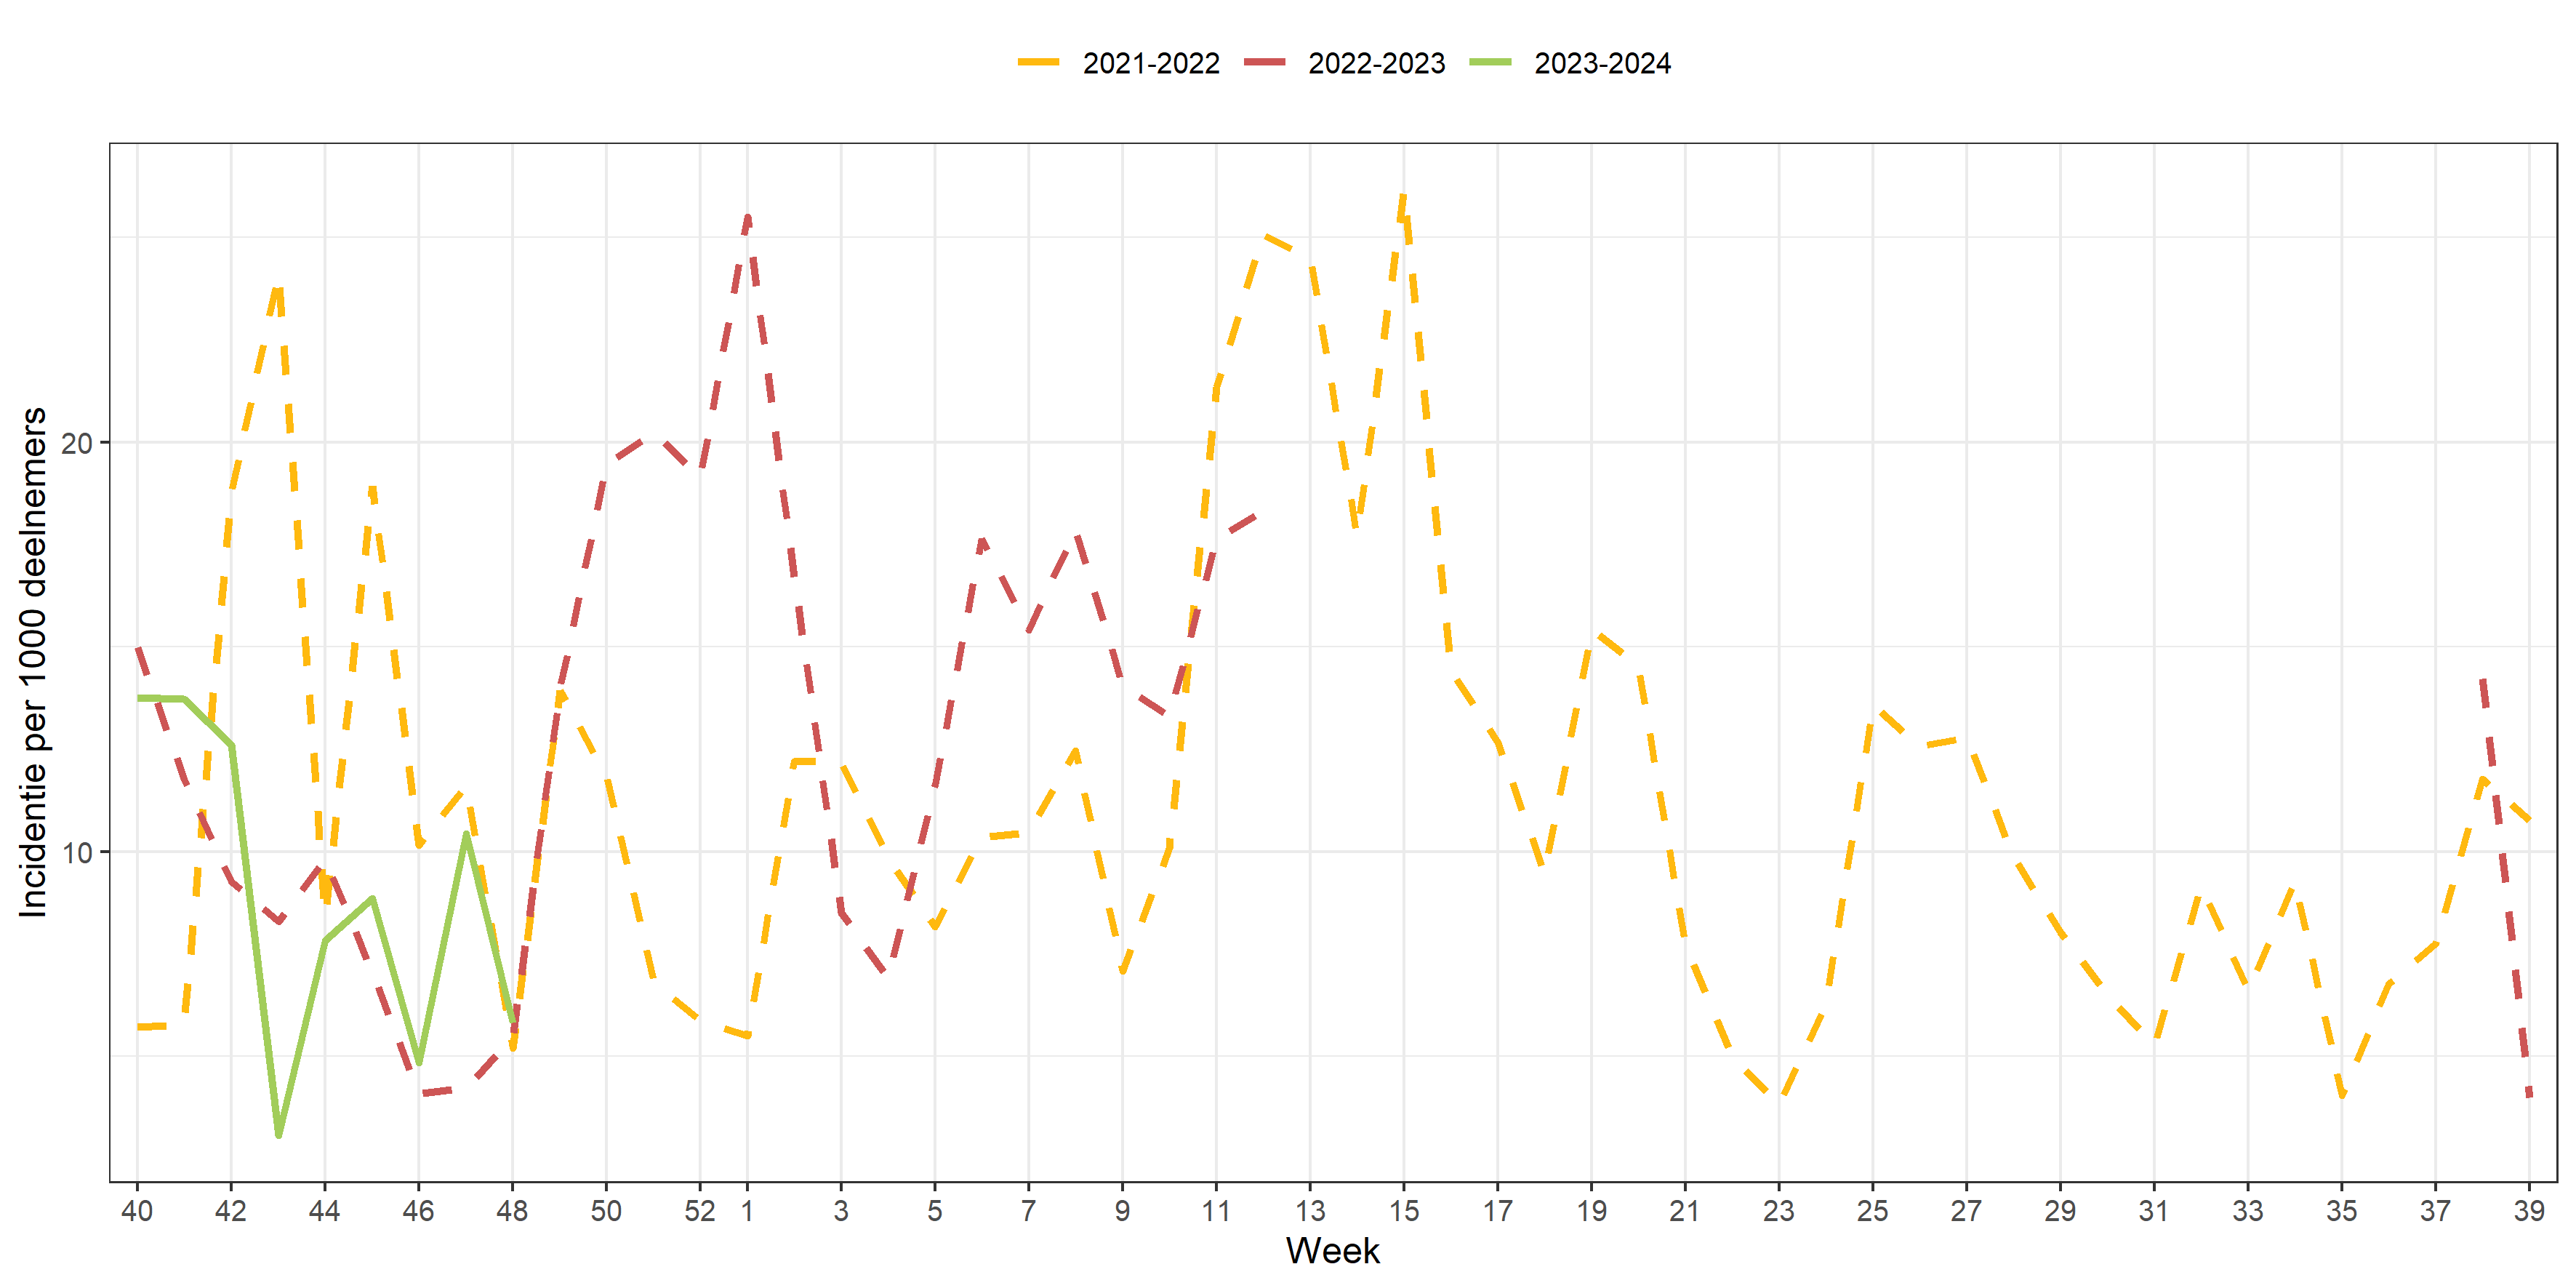 2021-2022 2022-2023 2023-2024
Incidentie per 1000 deelnemers
20
10
40 42 44 46 48 50 52 1 3 5 7 9 11 13 15 17 19 21 23 25 27 29 31 33 35 37 39
Week